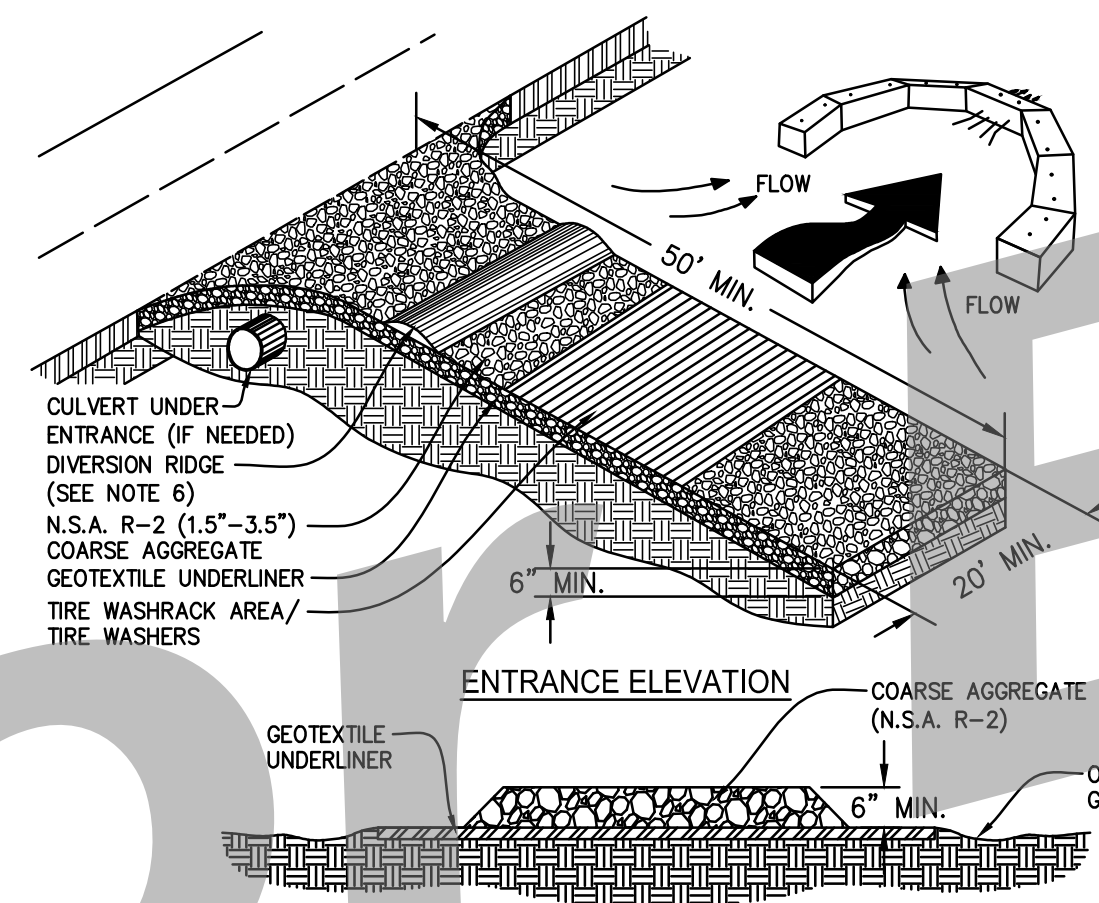 FLOW
50' MIN.
FLOW
CULVERT UNDER
ENTRANCE (IF NEEDED)
DIVERSION RIDGE
(SEE NOTE 6)
N.S.A. R-2 (1.5"-3.5")
COARSE AGGREGATE
GEOTEXTILE UNDERLINER
TIRE WASHRACK AREA/
TIRE WASHERS
6" MIN.
20' MIN.
ENTRANCE ELEVATION
COARSE AGGREGATE
(N.S.A. R-2)
GEOTEXTILE
UNDERLINER
6" MIN.